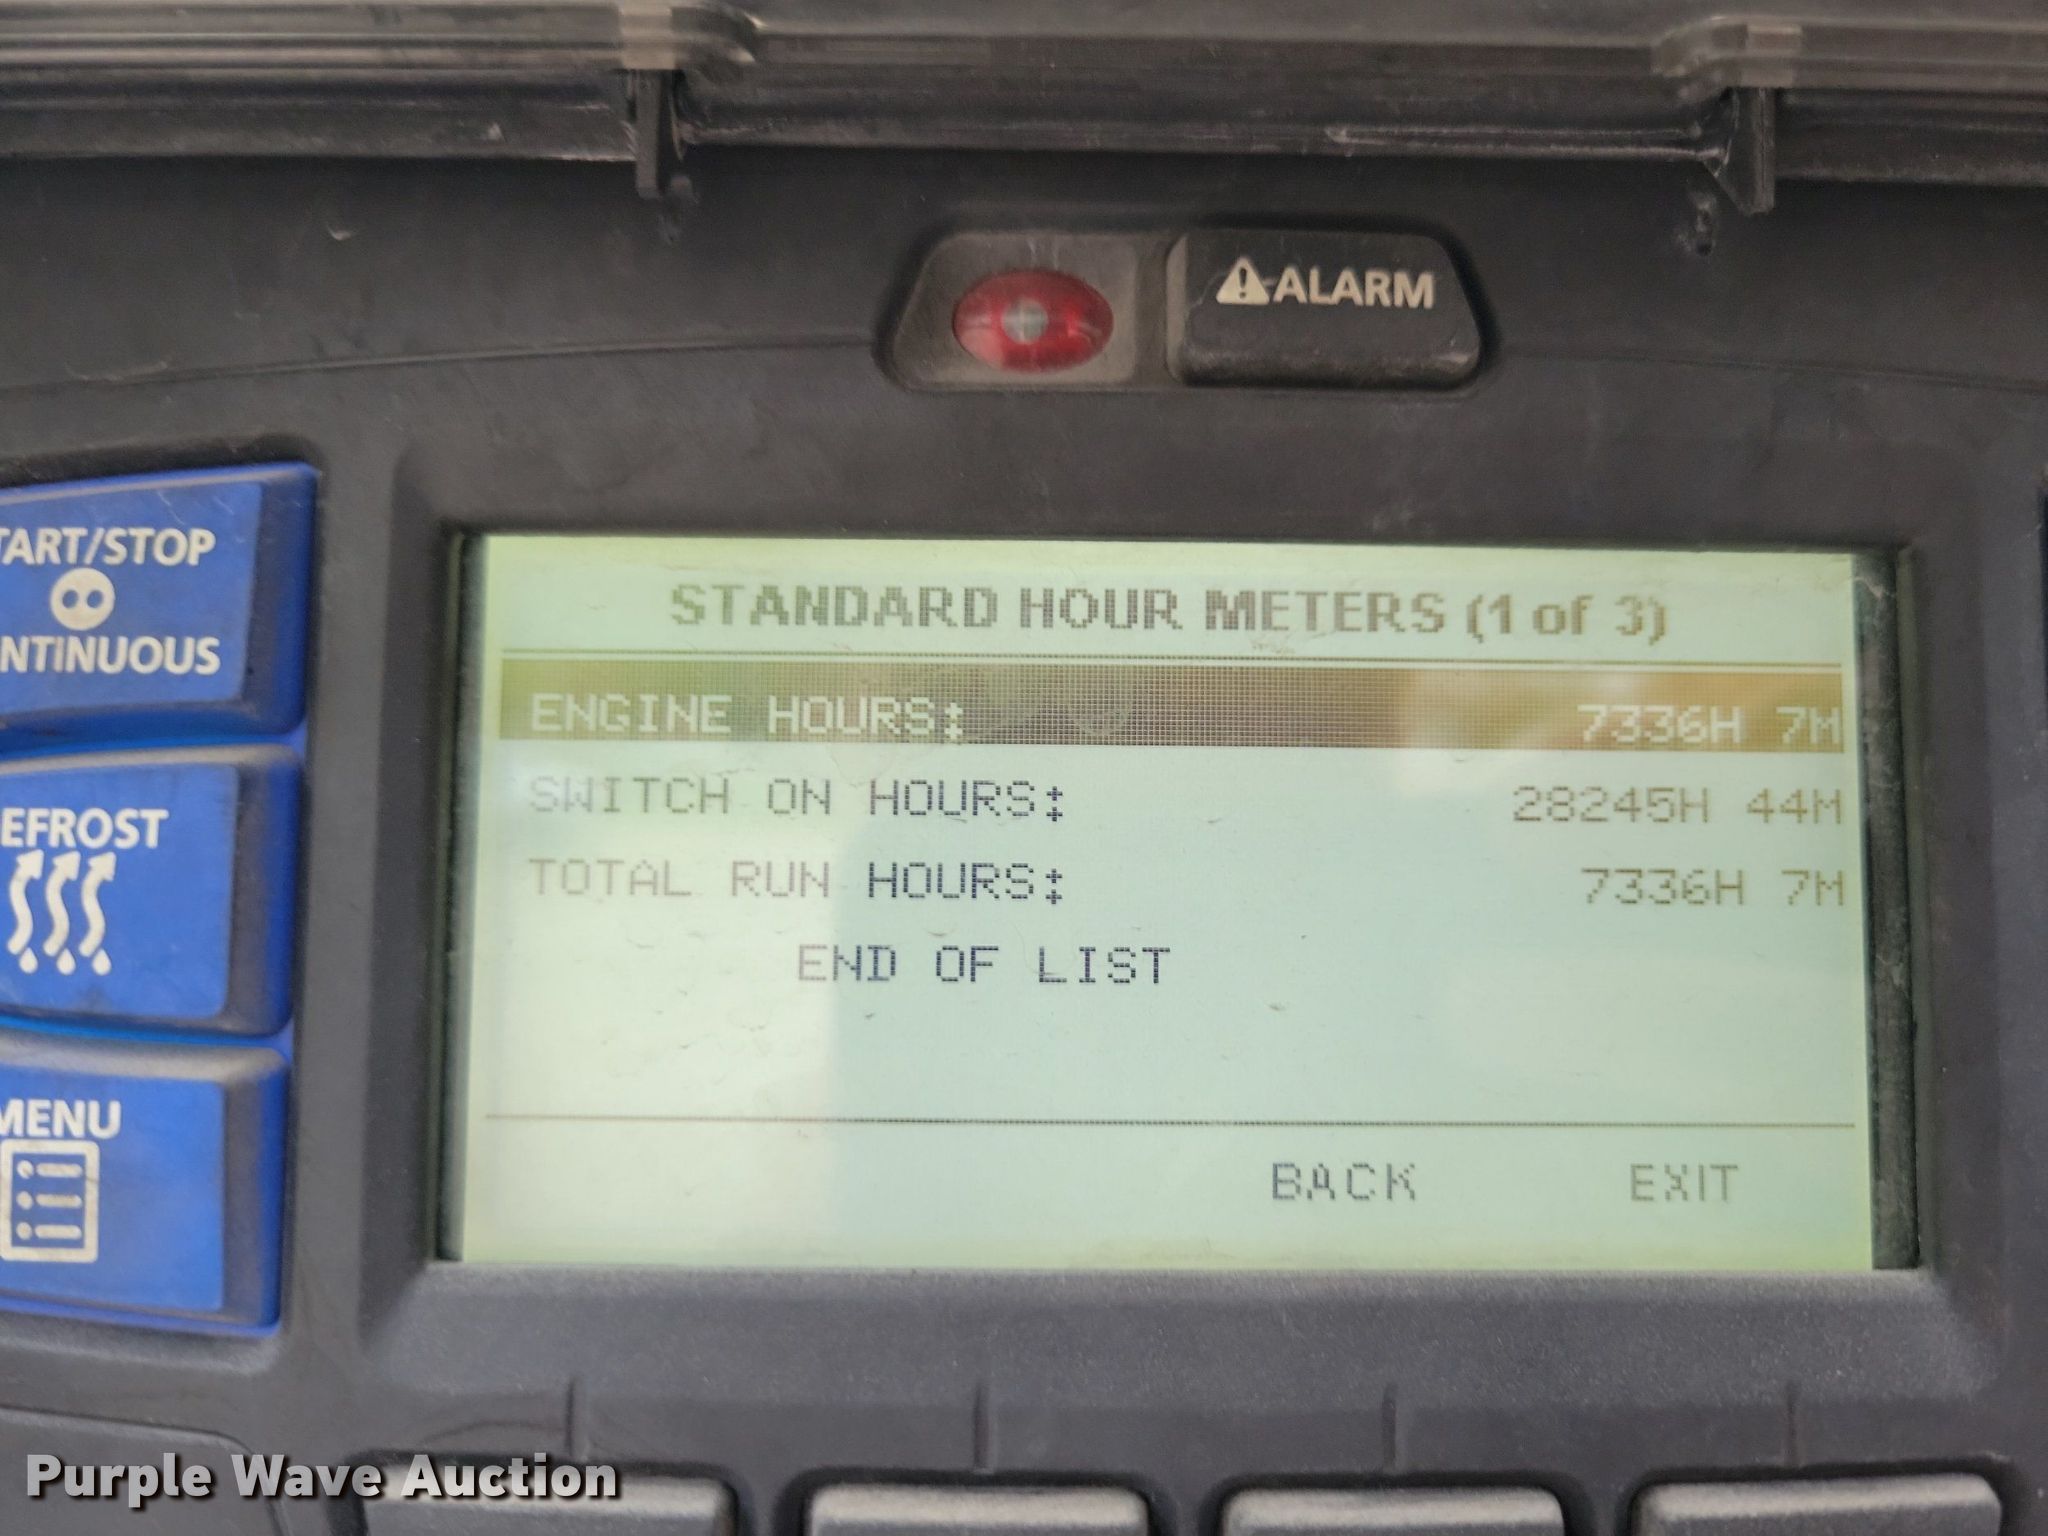 ALARM
TART/STOP
NTINUOUS
STANDARD HOUR METERS (1 of 3)
ENGINE HOURS: 7336H 7M
SWITCH ON HOURS: 28245H 44M
EFROST
TOTAL RUN HOURS: 7336H 7M
END OF LIST
MENU
BACK EXIT
Purple Wave Auction